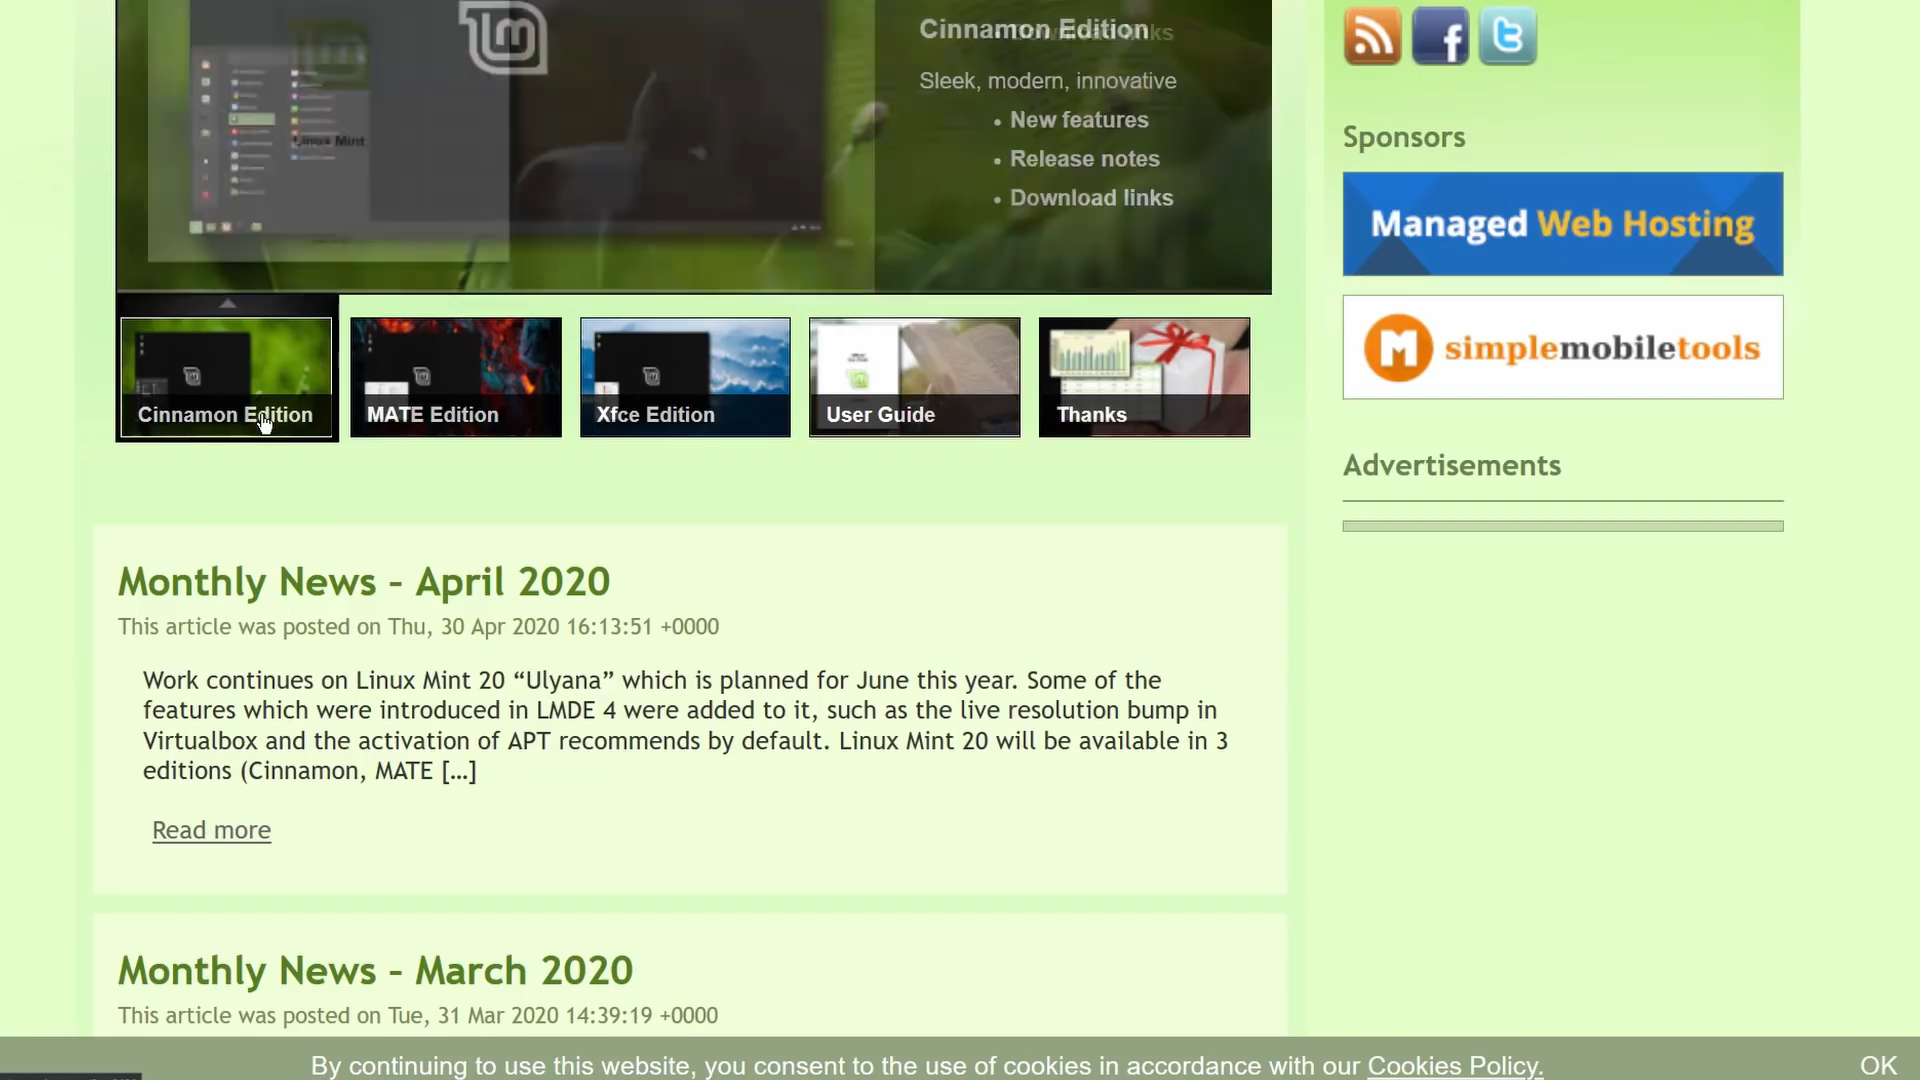 Cinnamon Edition
Sleek, modern, innovative
New features
Release notes
Download links
Linux Mint
Cinnamon Edition
MATE Edition
Xfce Edition
User Guide
Thanks
Monthly News – April 2020
This article was posted on Thu, 30 Apr 2020 16:13:51 +0000
Work continues on Linux Mint 20 “Ulyana” which is planned for June this year. Some of the
features which were introduced in LMDE 4 were added to it, such as the live resolution bump in
Virtualbox and the activation of APT recommends by default. Linux Mint 20 will be available in 3
editions (Cinnamon, MATE […]
Read more
Monthly News – March 2020
This article was posted on Tue, 31 Mar 2020 14:39:19 +0000
Sponsors
Managed Web Hosting
simplemobiletools
Advertisements
By continuing to use this website, you consent to the use of cookies in accordance with our Cookies Policy.
OK